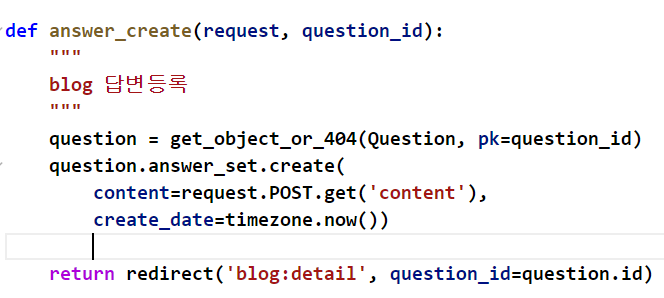 def answer_create(request, question_id):
    """
    blog 답변등록
    """
    question = get_object_or_404(Question, pk=question_id)
    question.answer_set.create(
        content=request.POST.get('content'),
        create_date=timezone.now())
    return redirect('blog:detail', question_id=question.id)